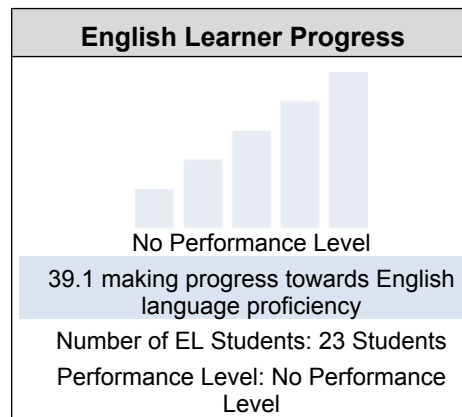 English Learner Progress
No Performance Level
39.1 making progress towards English
language proficiency
Number of EL Students: 23 Students
Performance Level: No Performance
Level